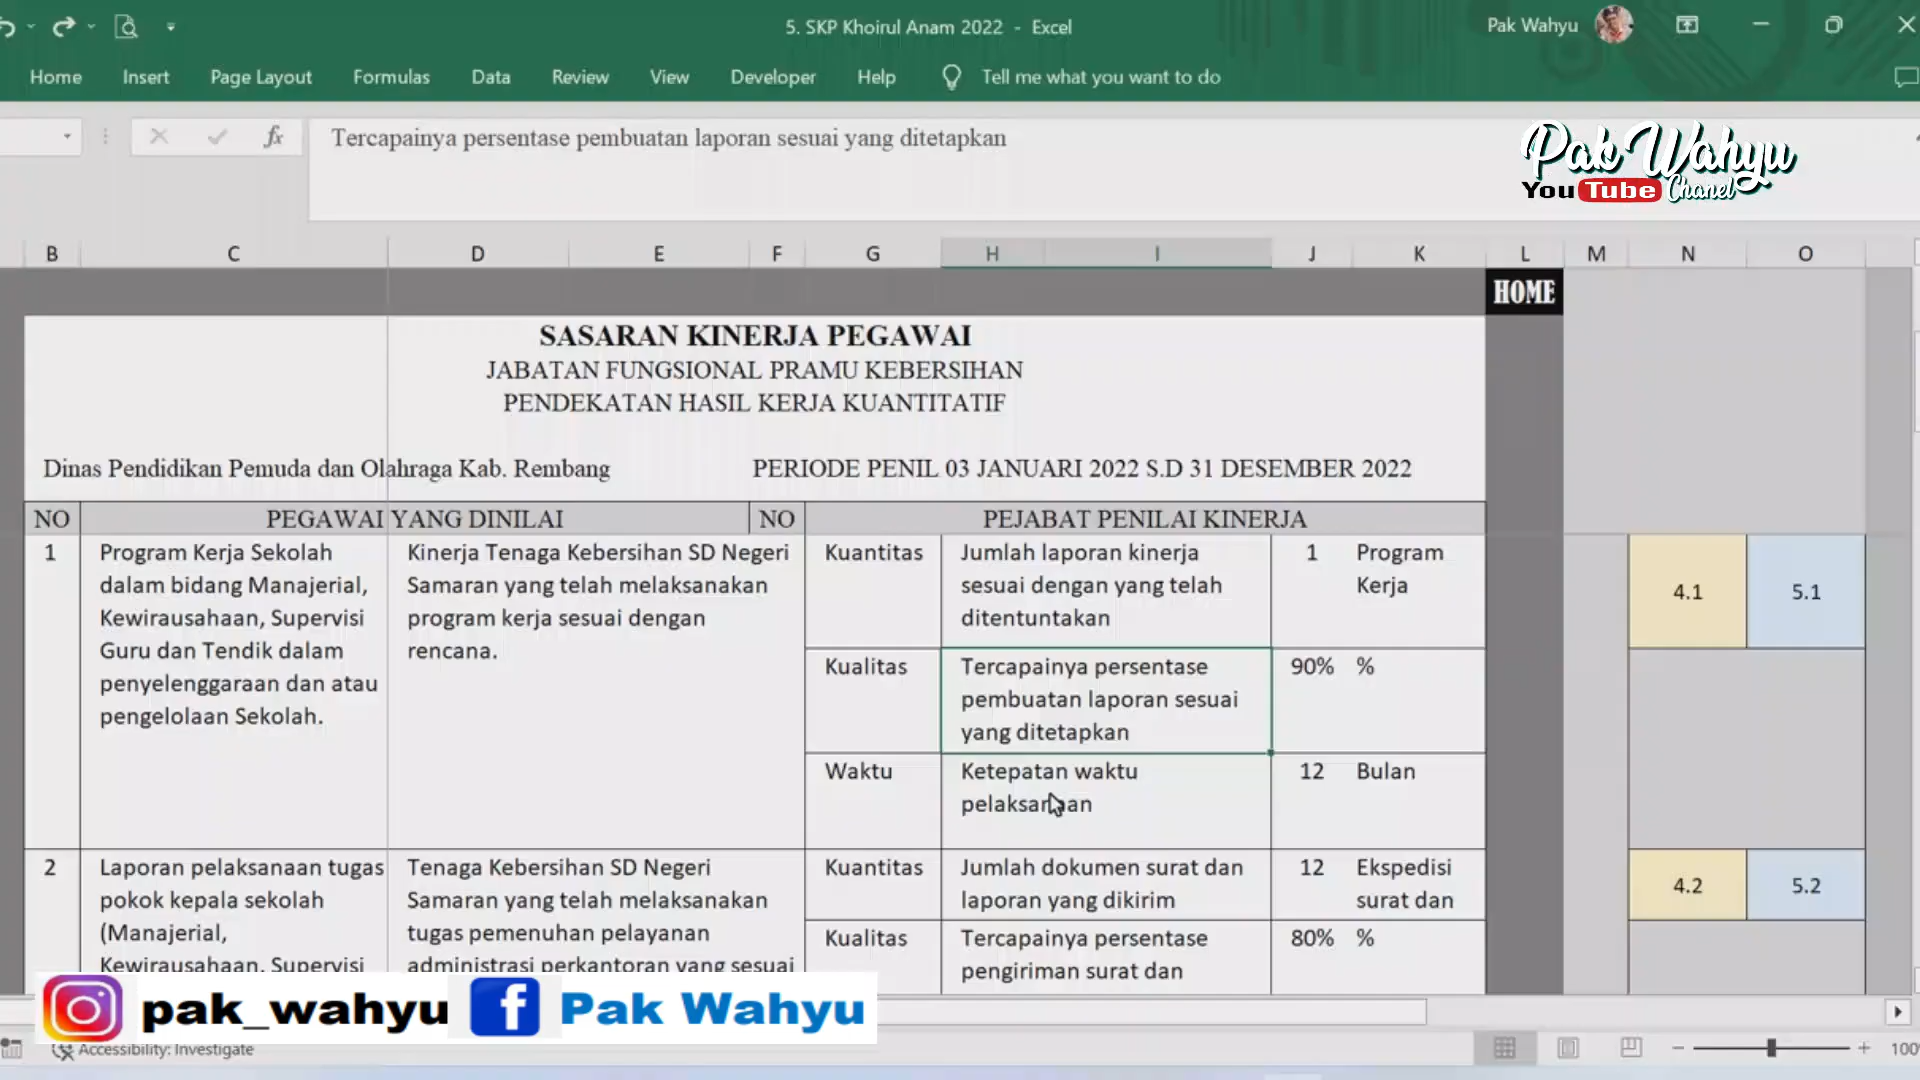 5. SKP Khoirul Anam 2022 - Excel
Pak Wahyu
Home Insert Page Layout Formulas Data Review View Developer Help Tell me what you want to do
fx Tercapainya persentase pembuatan laporan sesuai yang ditetapkan
Pak Wahyu
YouTube Chanel
B C D E F G H I J K L M N O
HOME
SASARAN KINERJA PEGAWAI
JABATAN FUNGSIONAL PRAMU KEBERSIHAN
PENDEKATAN HASIL KERJA KUANTITATIF
Dinas Pendidikan Pemuda dan Olahraga Kab. Rembang
PERIODE PENIL 03 JANUARI 2022 S.D 31 DESEMBER 2022
NO PEGAWAI YANG DINILAI NO PEJABAT PENILAI KINERJA
1
Program Kerja Sekolah
dalam bidang Manajerial,
Kewirausahaan, Supervisi
Guru dan Tendik dalam
penyelenggaraan dan atau
pengelolaan Sekolah.
Kinerja Tenaga Kebersihan SD Negeri
Samaran yang telah melaksanakan
program kerja sesuai dengan
rencana.
Kuantitas
Jumlah laporan kinerja
sesuai dengan yang telah
ditentuntakan
1
Program
Kerja
4.1
5.1
Kualitas
Tercapainya persentase
pembuatan laporan sesuai
yang ditetapkan
90%
%
Waktu
Ketepatan waktu
pelaksanaan
12
Bulan
2
Laporan pelaksanaan tugas
pokok kepala sekolah
(Manajerial,
Kewirausahaan, Supervisi
Tenaga Kebersihan SD Negeri
Samaran yang telah melaksanakan
tugas pemenuhan pelayanan
administrasi perkantoran yang sesuai
Kuantitas
Jumlah dokumen surat dan
laporan yang dikirim
12
Ekspedisi
surat dan
4.2
5.2
Kualitas
Tercapainya persentase
pengiriman surat dan
80%
%
pak_wahyu
f Pak Wahyu
Accessibility: Investigate
100